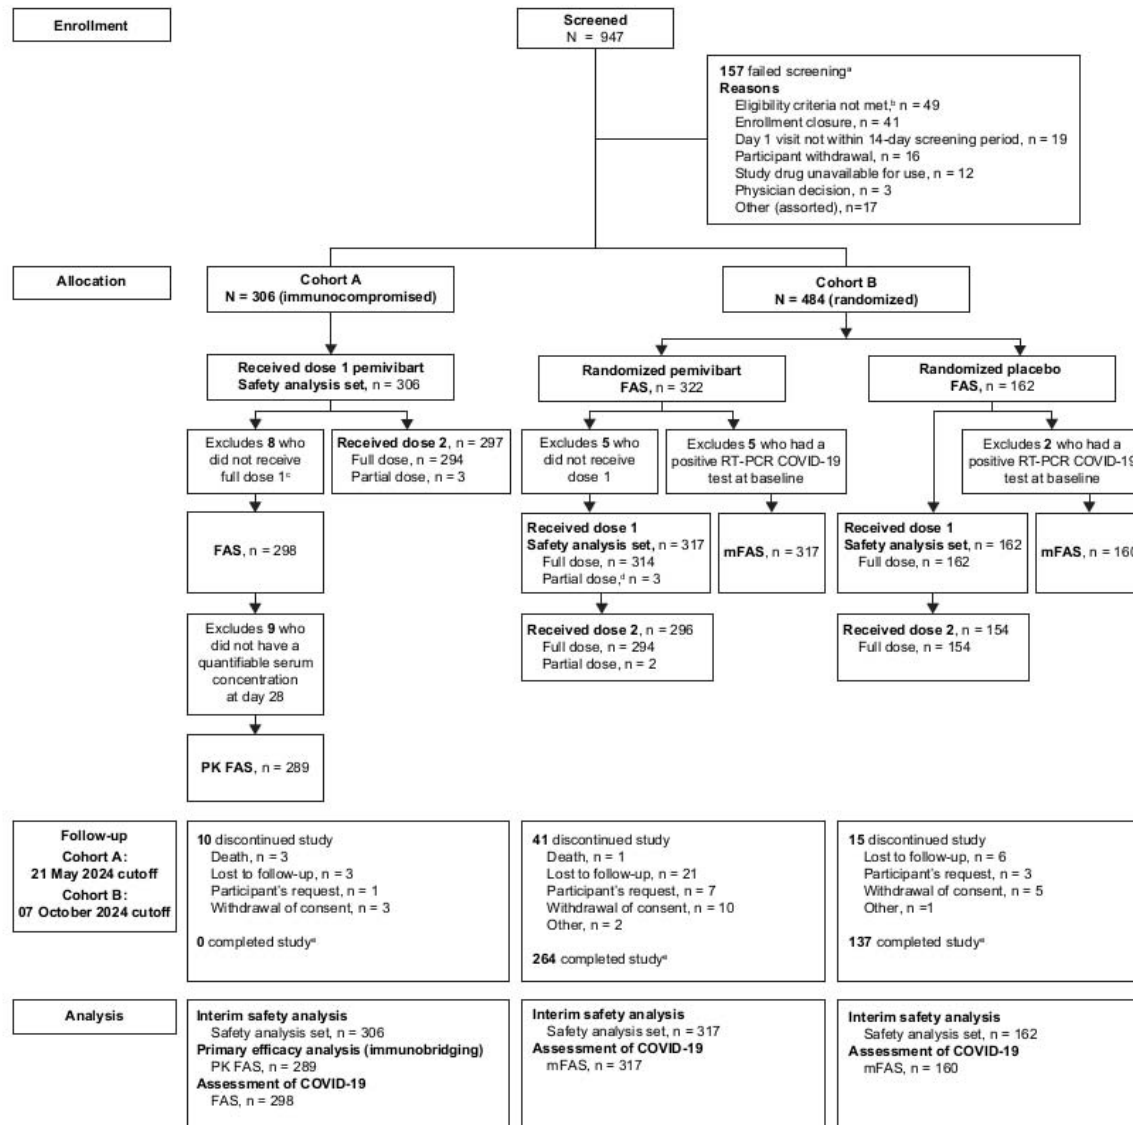 Enrollment
Screened
N = 947
157 failed screeningᵃ
Reasons
Eligibility criteria not met,ᵇ n = 49
Enrollment closure, n = 41
Day 1 visit not within 14-day screening period, n = 19
Participant withdrawal, n = 16
Study drug unavailable for use, n = 12
Physician decision, n = 3
Other (assorted), n=17
Allocation
Cohort A
N = 306 (immunocompromised)
Cohort B
N = 484 (randomized)
Received dose 1 pemivibart
Safety analysis set, n = 306
Randomized pemivibart
FAS, n = 322
Randomized placebo
FAS, n = 162
Excludes 8 who
did not receive
full dose 1ᶜ
Received dose 2, n = 297
Full dose, n = 294
Partial dose, n = 3
Excludes 5 who
did not receive
dose 1
Excludes 5 who had a
positive RT-PCR COVID-19
test at baseline
Excludes 2 who had a
positive RT-PCR COVID-19
test at baseline
FAS, n = 298
Received dose 1
Safety analysis set, n = 317
Full dose, n = 314
Partial dose,ᵈ n = 3
mFAS, n = 317
Received dose 1
Safety analysis set, n = 162
Full dose, n = 162
mFAS, n = 160
Excludes 9 who
did not have a
quantifiable serum
concentration
at day 28
Received dose 2, n = 296
Full dose, n = 294
Partial dose, n = 2
Received dose 2, n = 154
Full dose, n = 154
PK FAS, n = 289
Follow-up
Cohort A:
21 May 2024 cutoff
Cohort B:
07 October 2024 cutoff
10 discontinued study
Death, n = 3
Lost to follow-up, n = 3
Participant's request, n = 1
Withdrawal of consent, n = 3
0 completed studyᵉ
41 discontinued study
Death, n = 1
Lost to follow-up, n = 21
Participant's request, n = 7
Withdrawal of consent, n = 10
Other, n = 2
264 completed studyᵉ
15 discontinued study
Lost to follow-up, n = 6
Participant's request, n = 3
Withdrawal of consent, n = 5
Other, n =1
137 completed studyᵉ
Analysis
Interim safety analysis
Safety analysis set, n = 306
Primary efficacy analysis (immunobridging)
PK FAS, n = 289
Assessment of COVID-19
FAS, n = 298
Interim safety analysis
Safety analysis set, n = 317
Assessment of COVID-19
mFAS, n = 317
Interim safety analysis
Safety analysis set, n = 162
Assessment of COVID-19
mFAS, n = 160